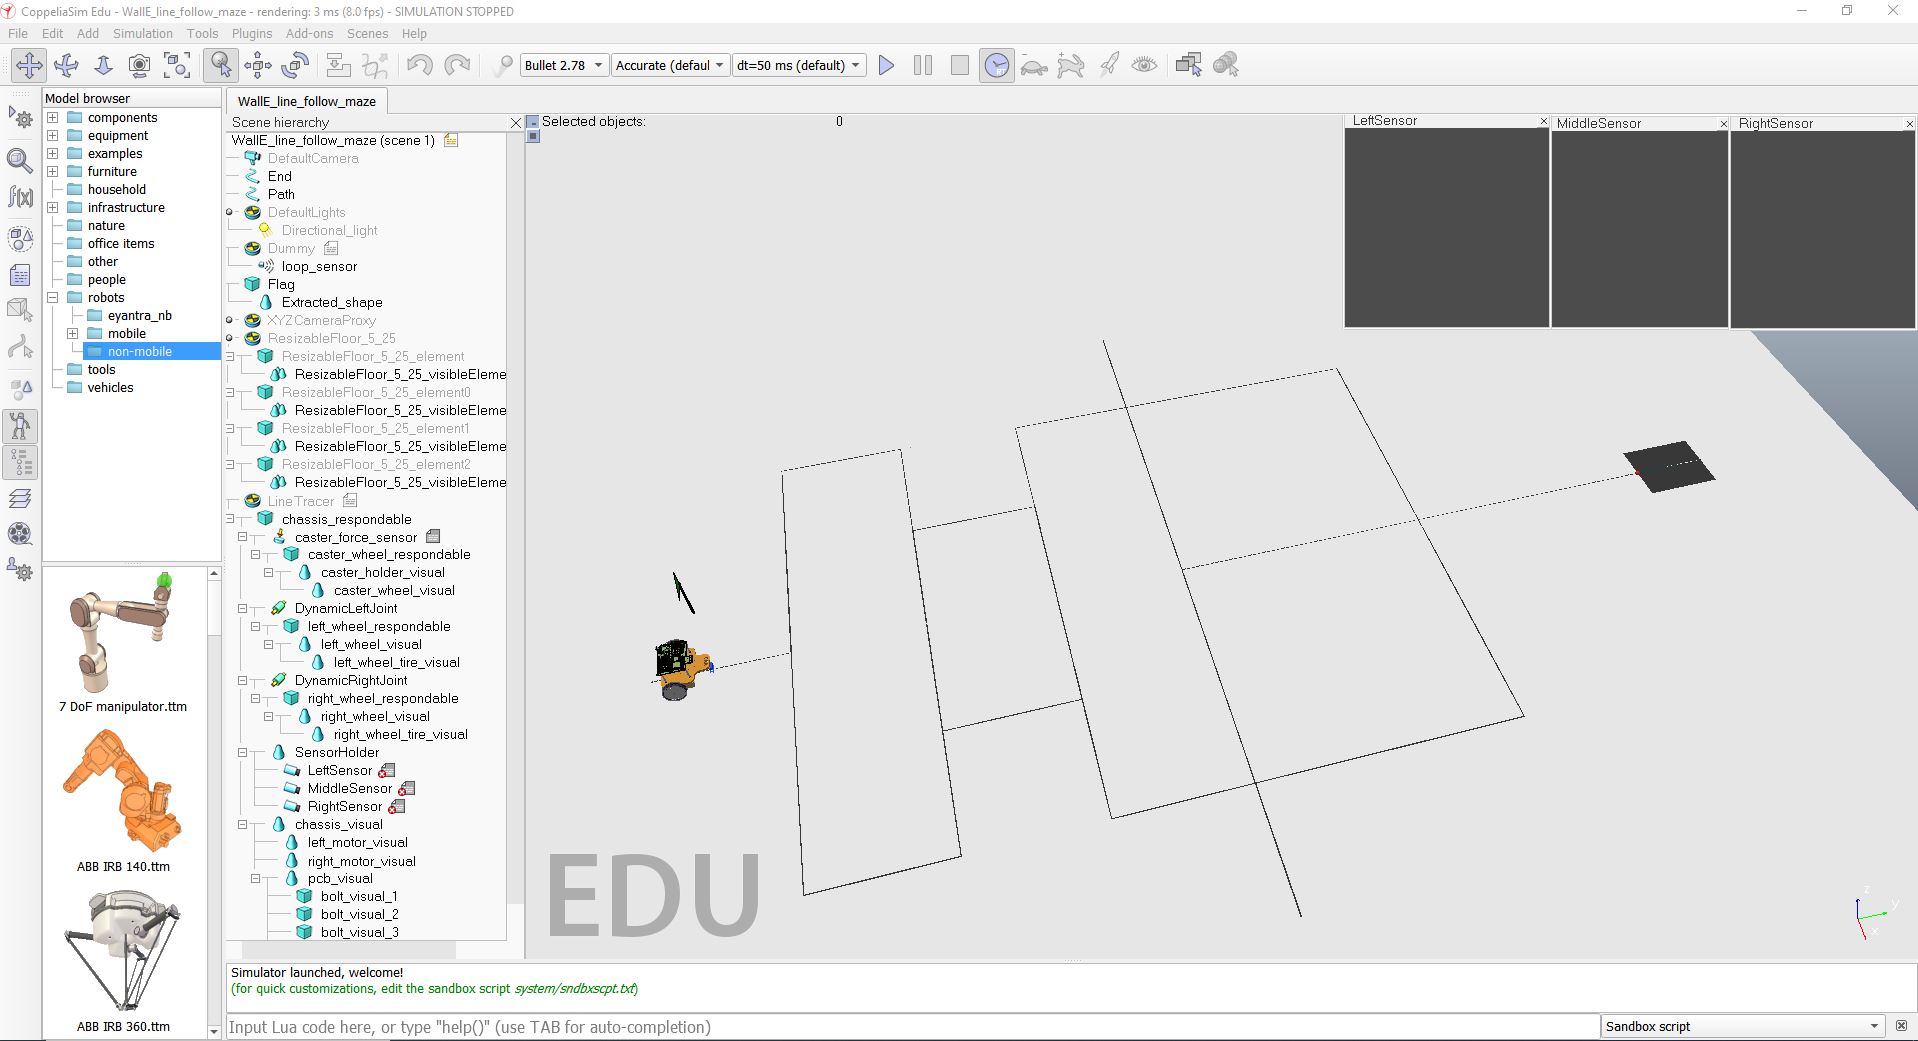 CoppeliaSim Edu - WallE_line_follow_maze - rendering: 3 ms (8.0 fps) - SIMULATION STOPPED
File Edit Add Simulation Tools Plugins Add-ons Scenes Help
Bullet 2.78 Accurate (defaul dt=50 ms (default)
Model browser
components
equipment
examples
furniture
household
infrastructure
nature
office items
other
people
robots
eyantra_nb
mobile
non-mobile
tools
vehicles
7 DoF manipulator.ttm
ABB IRB 140.ttm
ABB IRB 360.ttm
WallE_line_follow_maze
Scene hierarchy
WallE_line_follow_maze (scene 1)
DefaultCamera
End
Path
DefaultLights
Directional_light
Dummy
loop_sensor
Flag
Extracted_shape
XYZCameraProxy
ResizableFloor_5_25
ResizableFloor_5_25_element
ResizableFloor_5_25_visibleEleme
ResizableFloor_5_25_element0
ResizableFloor_5_25_visibleEleme
ResizableFloor_5_25_element1
ResizableFloor_5_25_visibleEleme
ResizableFloor_5_25_element2
ResizableFloor_5_25_visibleEleme
LineTracer
chassis_respondable
caster_force_sensor
caster_wheel_respondable
caster_holder_visual
caster_wheel_visual
DynamicLeftJoint
left_wheel_respondable
left_wheel_visual
left_wheel_tire_visual
DynamicRightJoint
right_wheel_respondable
right_wheel_visual
right_wheel_tire_visual
SensorHolder
LeftSensor
MiddleSensor
RightSensor
chassis_visual
left_motor_visual
right_motor_visual
pcb_visual
bolt_visual_1
bolt_visual_2
bolt_visual_3
Selected objects: 0
LeftSensor
MiddleSensor
RightSensor
EDU
z
y
x
Simulator launched, welcome!
(for quick customizations, edit the sandbox script system/sndbxscpt.txt)
Input Lua code here, or type "help()" (use TAB for auto-completion)
Sandbox script